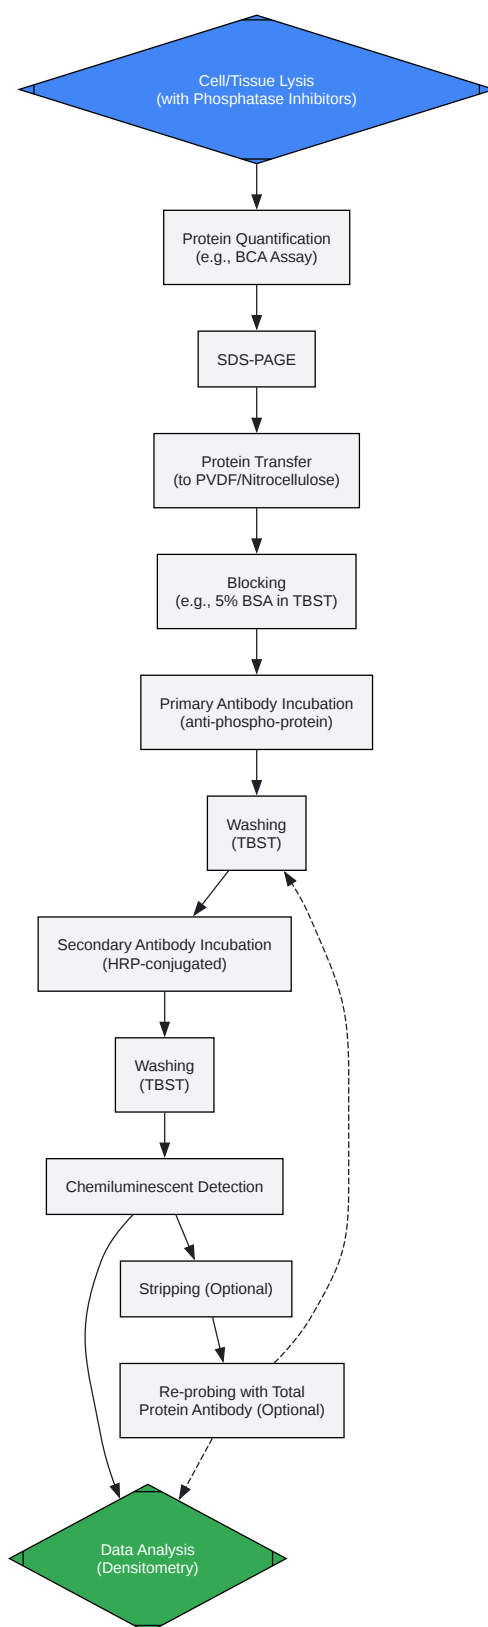 Cell/Tissue Lysis
(with Phosphatase Inhibitors)
Protein Quantification
(e.g., BCA Assay)
SDS-PAGE
Protein Transfer
(to PVDF/Nitrocellulose)
Blocking
(e.g., 5% BSA in TBST)
Primary Antibody Incubation
(anti-phospho-protein)
Washing
(TBST)
Secondary Antibody Incubation
(HRP-conjugated)
Washing
(TBST)
Chemiluminescent Detection
Stripping (Optional)
Re-probing with Total
Protein Antibody (Optional)
Data Analysis
(Densitometry)